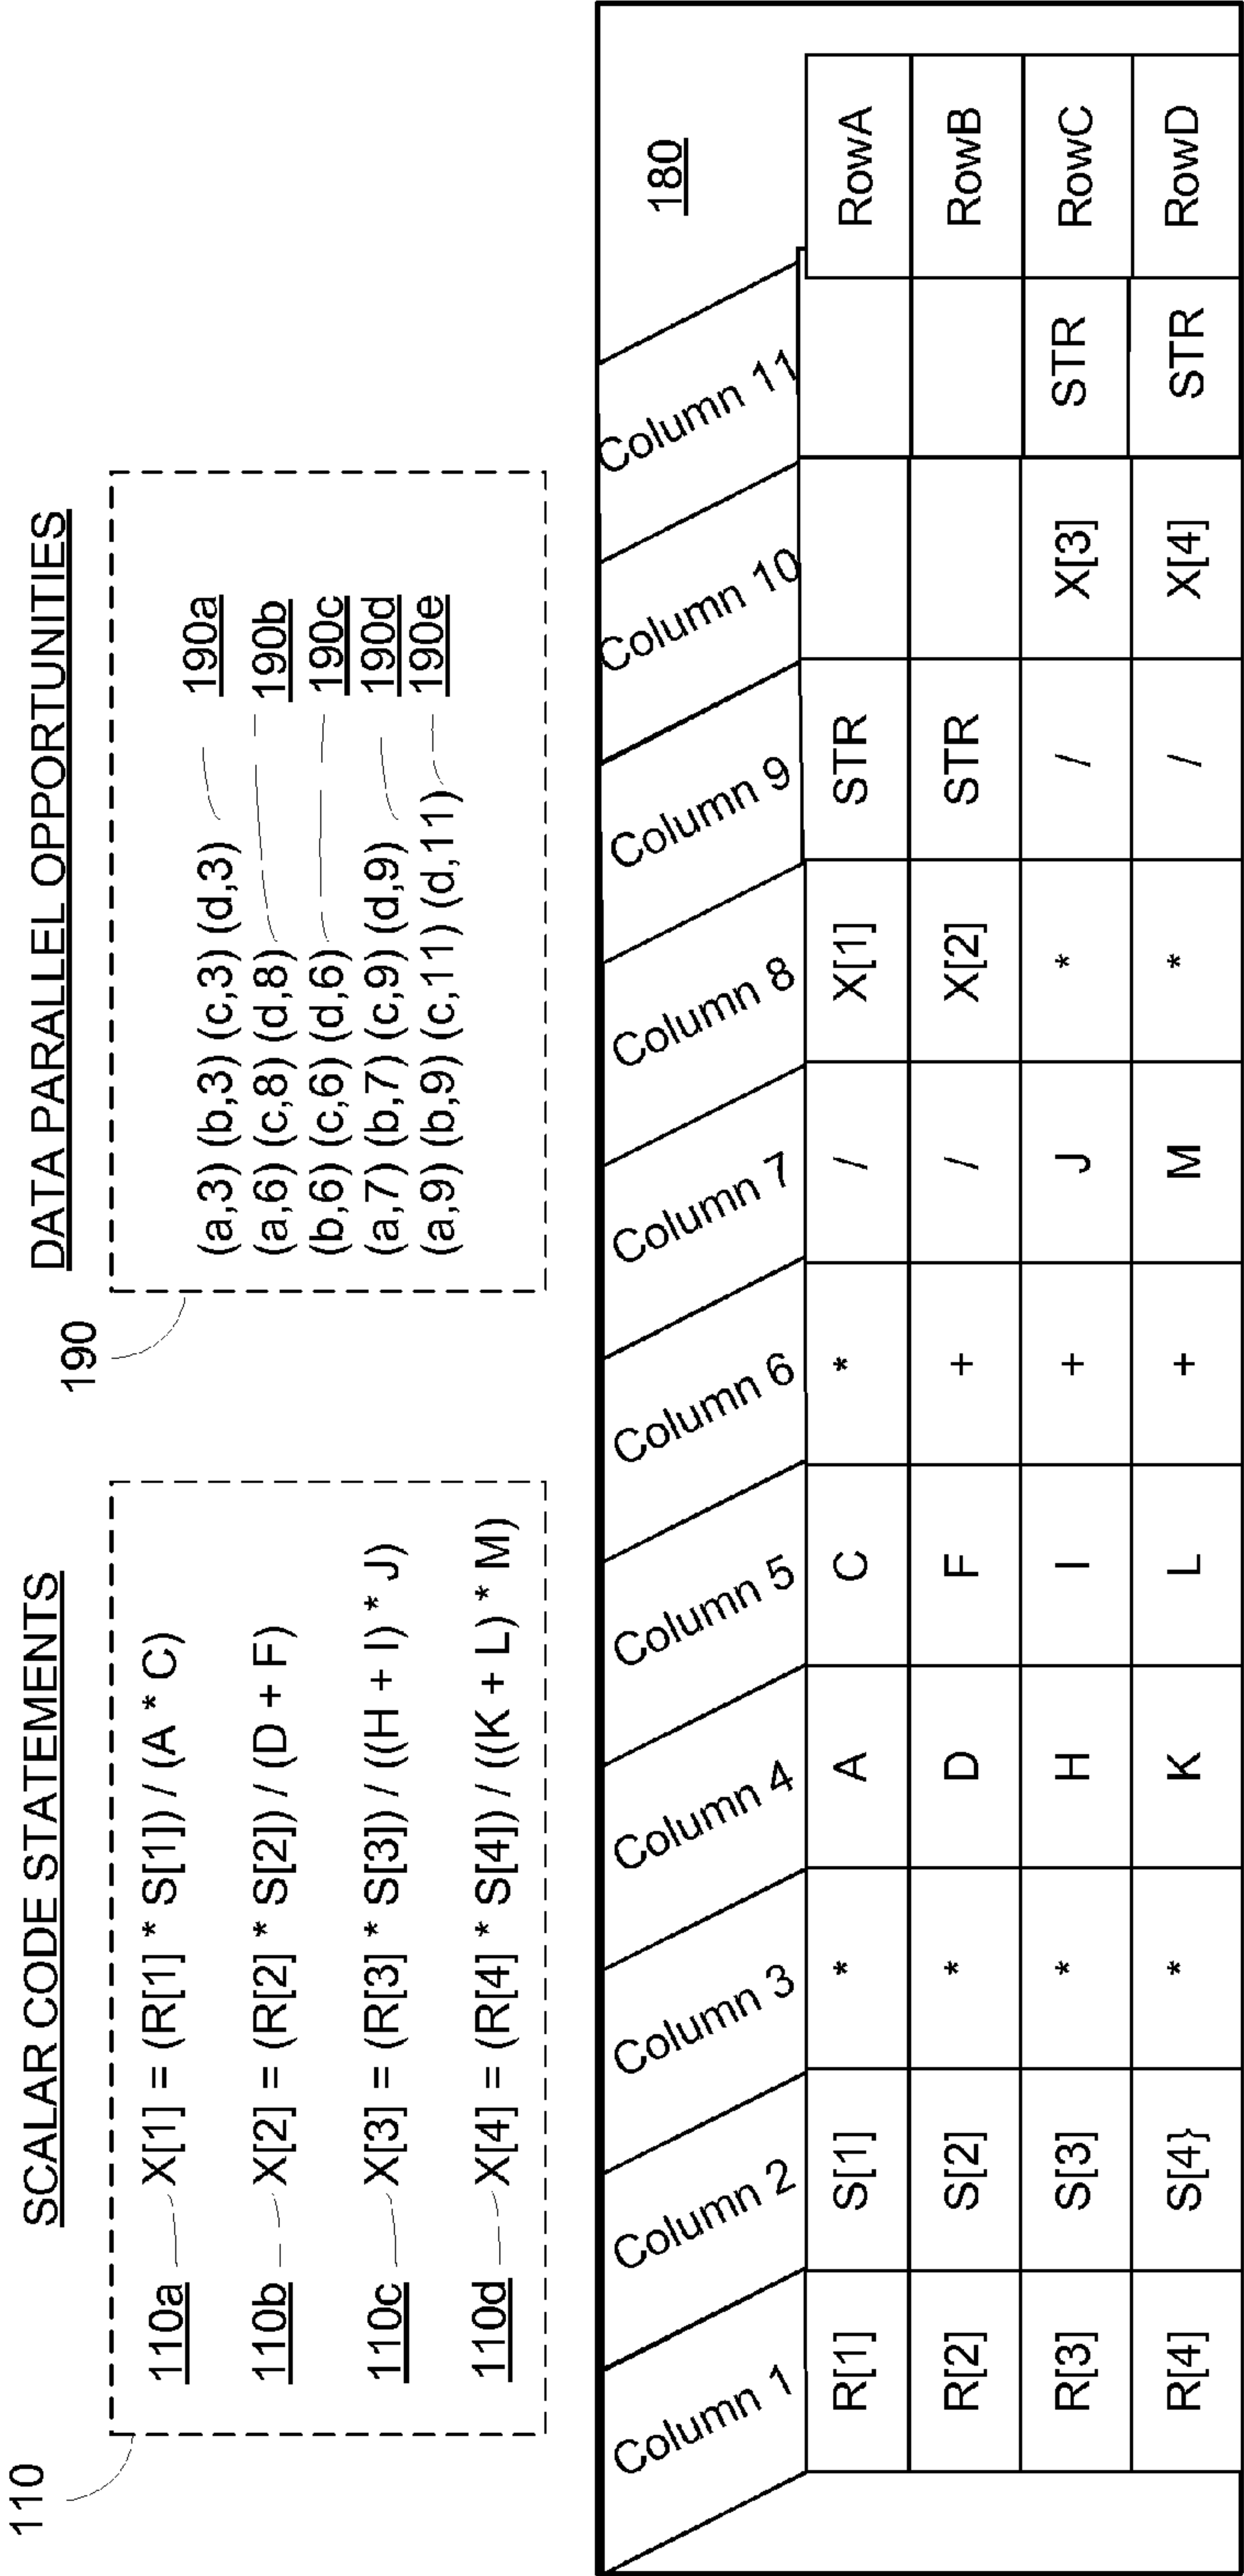 SCALAR CODE STATEMENTS
110
110a X[1] = (R[1] * S[1]) / (A * C)
110b X[2] = (R[2] * S[2]) / (D + F)
110c X[3] = (R[3] * S[3]) / ((H + I) * J)
110d X[4] = (R[4] * S[4]) / ((K + L) * M)
DATA PARALLEL OPPORTUNITIES
190
(a,3) (b,3) (c,3) (d,3) 190a
(a,6) (c,8) (d,8) 190b
(b,6) (c,6) (d,6) 190c
(a,7) (b,7) (c,9) (d,9) 190d
(a,9) (b,9) (c,11) (d,11) 190e
180
Column 1 Column 2 Column 3 Column 4 Column 5 Column 6 Column 7 Column 8 Column 9 Column 10 Column 11
R[1] S[1] * A C * / X[1] STR RowA
R[2] S[2] * D F + / X[2] STR RowB
R[3] S[3] * H I + J * / X[3] STR RowC
R[4] S[4} * K L + M * / X[4] STR RowD